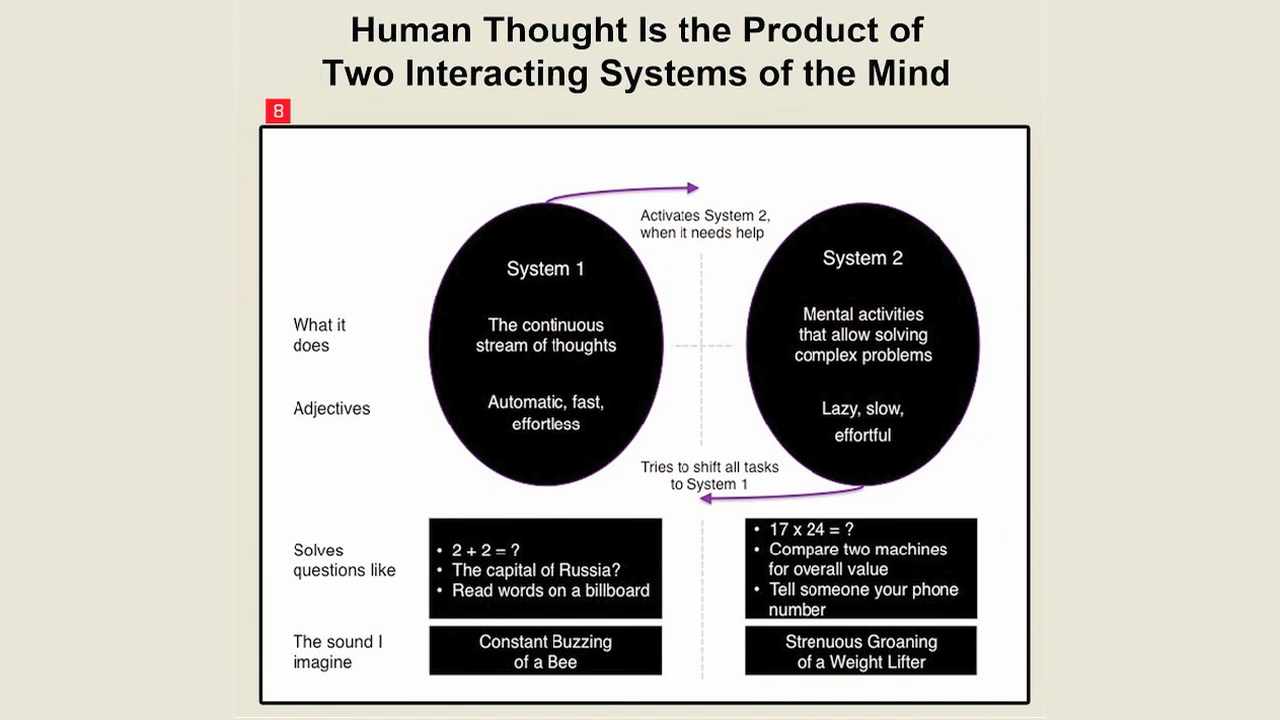 Human Thought Is the Product of
Two Interacting Systems of the Mind
8
Activates System 2,
when it needs help
System 1
System 2
What it
does
The continuous
stream of thoughts
Mental activities
that allow solving
complex problems
Adjectives
Automatic, fast,
effortless
Lazy, slow,
effortful
Tries to shift all tasks
to System 1
Solves
questions like
• 2 + 2 = ?
• The capital of Russia?
• Read words on a billboard
• 17 x 24 = ?
• Compare two machines
for overall value
• Tell someone your phone
number
The sound I
imagine
Constant Buzzing
of a Bee
Strenuous Groaning
of a Weight Lifter